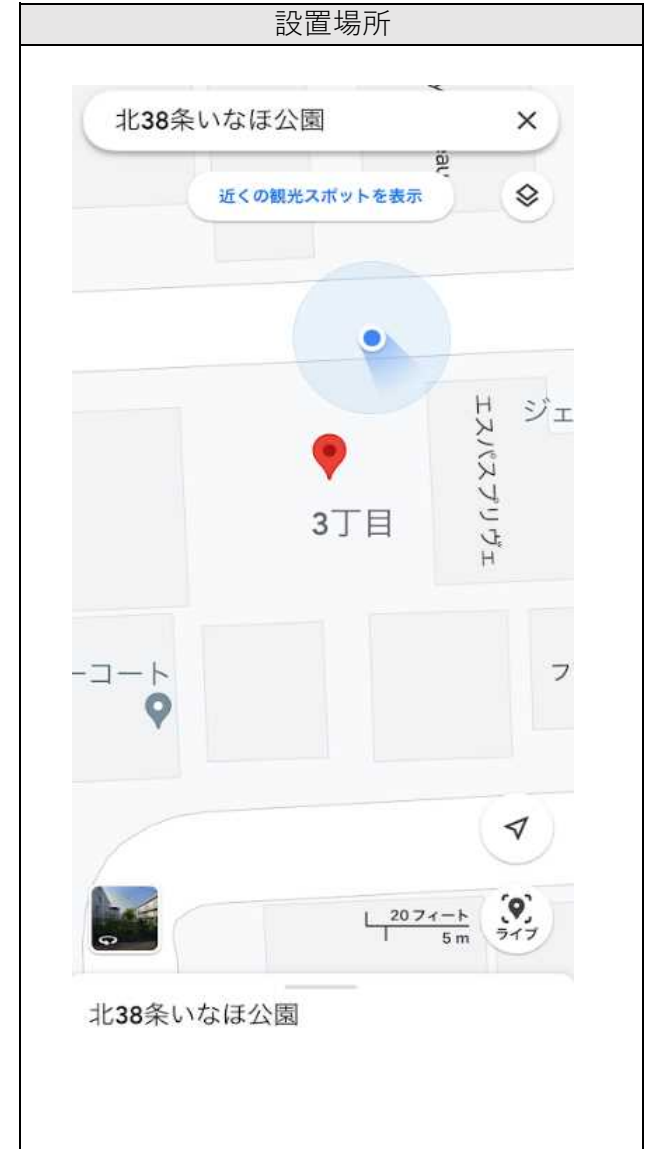 設置場所
北38条いなほ公園
近くの観光スポットを表示
エスパスプリヴェ
ジェ
3丁目
ーコート
フ
20フィート
5 m
ライブ
北38条いなほ公園